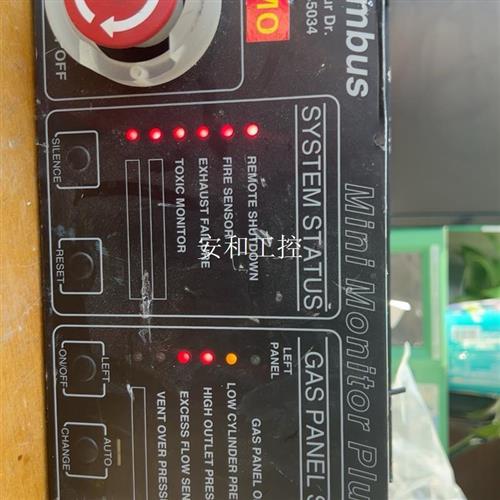 mbus
ur Dr.
5034
MO
OFF
Mini Monitor Plu
SYSTEM STATUS
REMOTE SHUTDOWN
FIRE SENSOR
EXHAUST FAILURE
TOXIC MONITOR
SILENCE
RESET
安和工控
GAS PANEL S
LEFT
PANEL
GAS PANEL O
LOW CYLINDER PRE
HIGH OUTLET PRES
EXCESS FLOW SEN
VENT OVER PRESS
LEFT
ON/OFF
AUTO
CHANGE